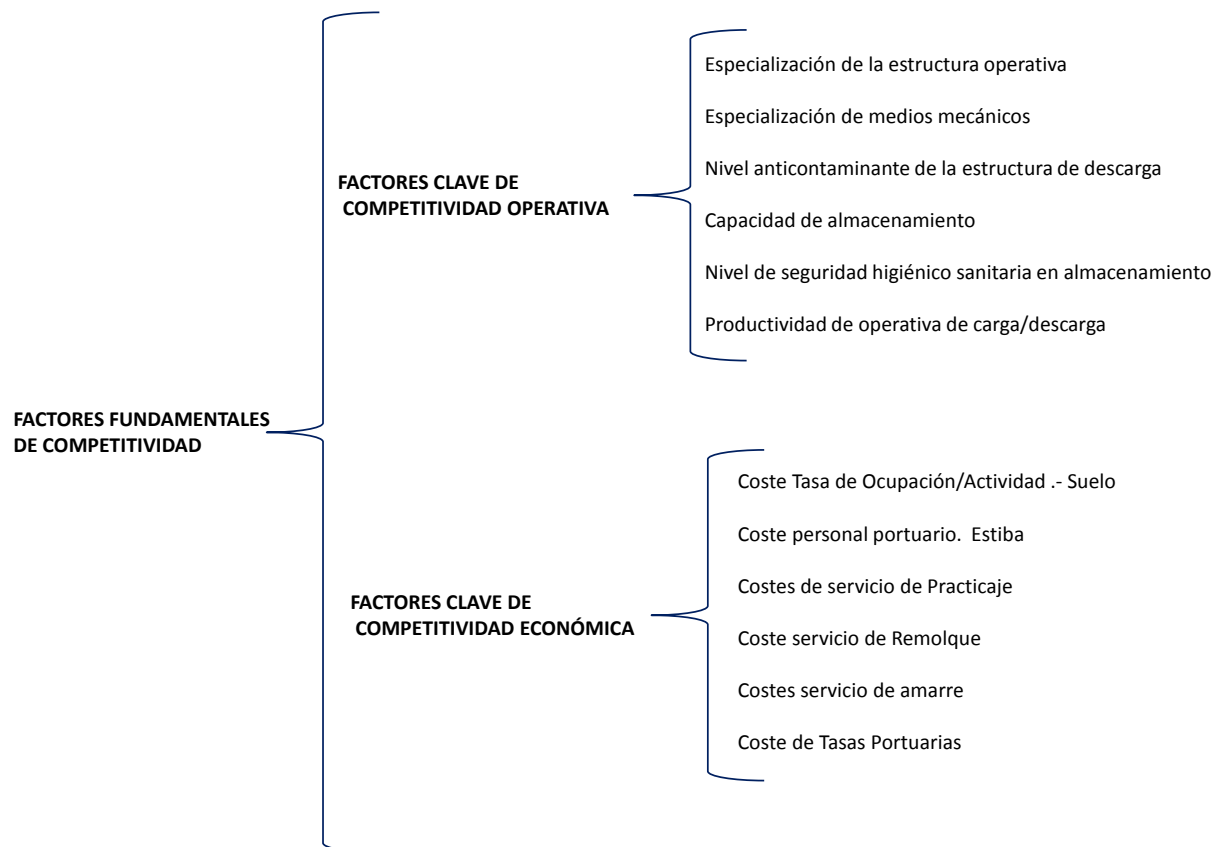 FACTORES FUNDAMENTALES
DE COMPETITIVIDAD
FACTORES CLAVE DE
COMPETITIVIDAD OPERATIVA
Especialización de la estructura operativa
Especialización de medios mecánicos
Nivel anticontaminante de la estructura de descarga
Capacidad de almacenamiento
Nivel de seguridad higiénico sanitaria en almacenamiento
Productividad de operativa de carga/descarga
FACTORES CLAVE DE
COMPETITIVIDAD ECONÓMICA
Coste Tasa de Ocupación/Actividad .- Suelo
Coste personal portuario. Estiba
Costes de servicio de Practicaje
Coste servicio de Remolque
Costes servicio de amarre
Coste de Tasas Portuarias